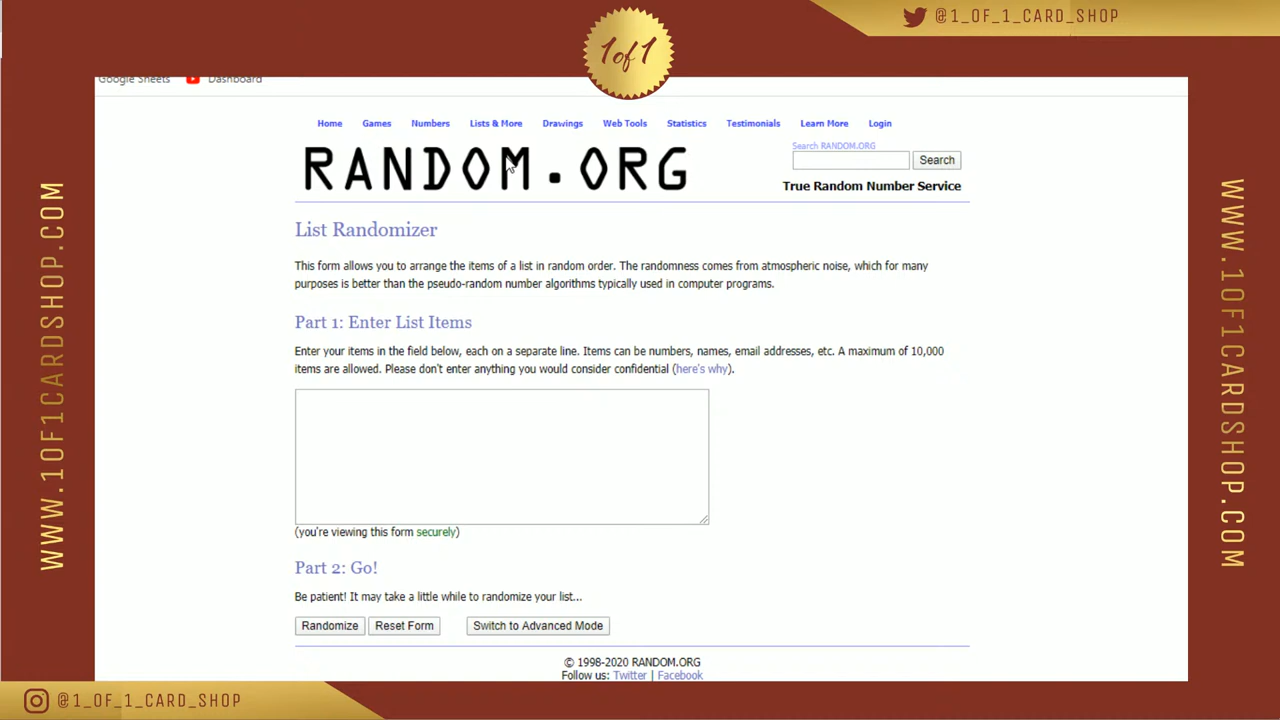 @1_OF_1_CARD_SHOP
1of1
Google Sheets Dashboard
Home Games Numbers Lists & More Drawings Web Tools Statistics Testimonials Learn More Login
RANDOM.ORG
Search RANDOM.ORG
Search
True Random Number Service
List Randomizer
This form allows you to arrange the items of a list in random order. The randomness comes from atmospheric noise, which for many
purposes is better than the pseudo-random number algorithms typically used in computer programs.
Part 1: Enter List Items
Enter your items in the field below, each on a separate line. Items can be numbers, names, email addresses, etc. A maximum of 10,000
items are allowed. Please don't enter anything you would consider confidential (here's why).
(you're viewing this form securely)
Part 2: Go!
Be patient! It may take a little while to randomize your list...
Randomize Reset Form Switch to Advanced Mode
© 1998-2020 RANDOM.ORG
Follow us: Twitter | Facebook
WWW.1OF1CARDSHOP.COM
WWW.1OF1CARDSHOP.COM
@1_OF_1_CARD_SHOP